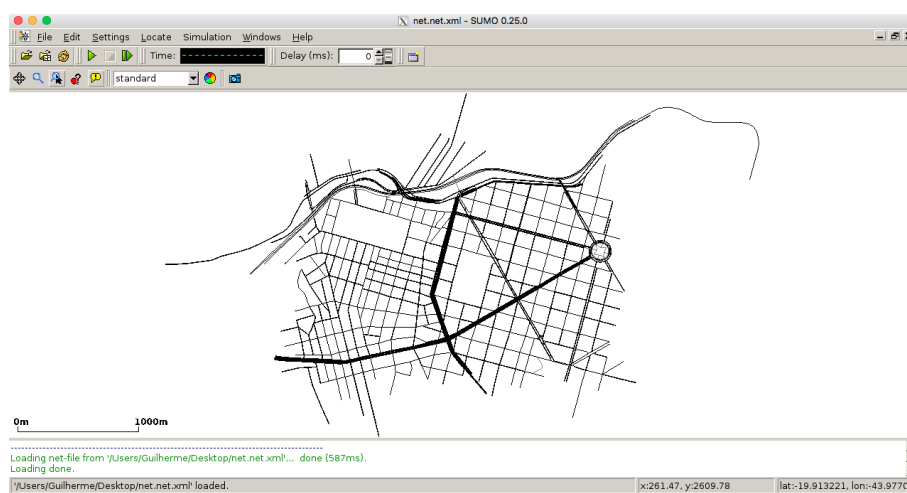 net.net.xml - SUMO 0.25.0
File Edit Settings Locate Simulation Windows Help
Time: Delay (ms): 0
standard
0m 1000m
Loading net-file from '/Users/Guilherme/Desktop/net.net.xml'... done (587ms).
Loading done.
'/Users/Guilherme/Desktop/net.net.xml' loaded. x:261.47, y:2609.78 lat:-19.913221, lon:-43.9770